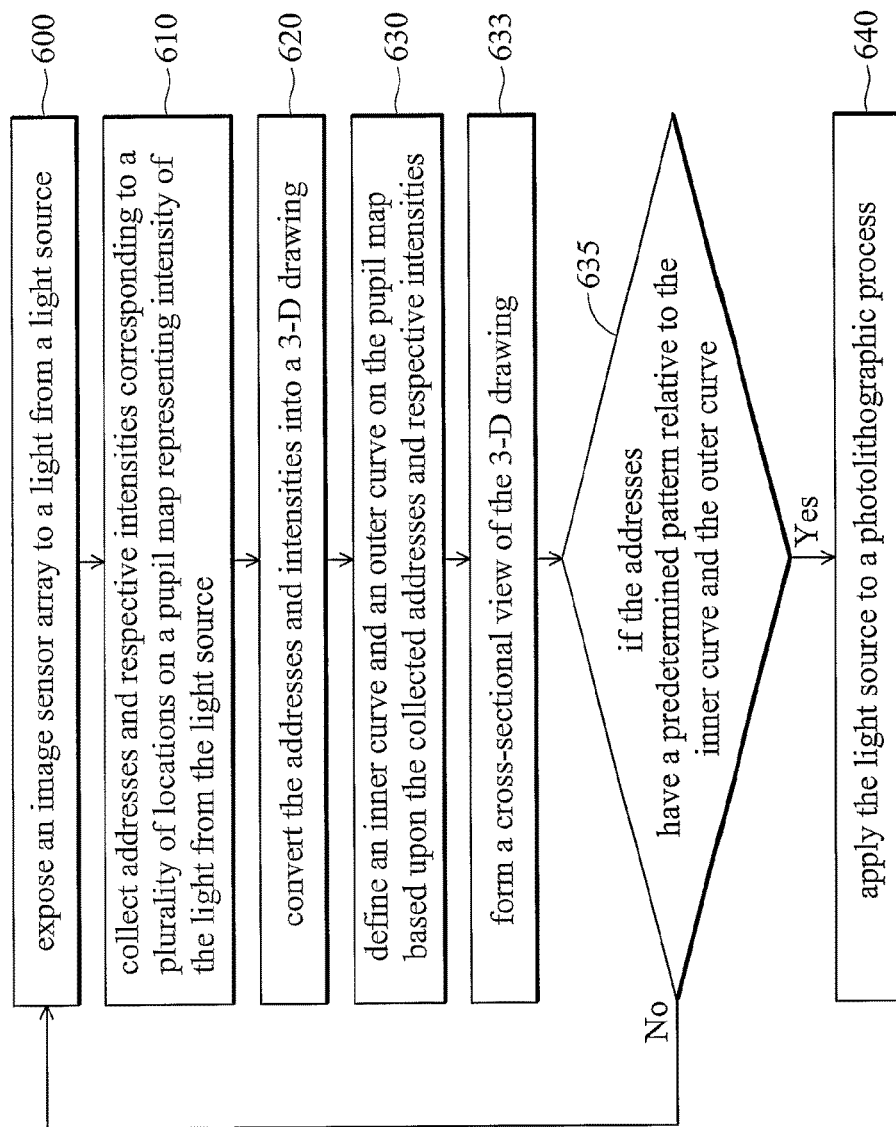 expose an image sensor array to a light from a light source
600
collect addresses and respective intensities corresponding to a
plurality of locations on a pupil map representing intensity of
the light from the light source
610
convert the addresses and intensities into a 3-D drawing
620
define an inner curve and an outer curve on the pupil map
based upon the collected addresses and respective intensities
630
form a cross-sectional view of the 3-D drawing
633
635
if the addresses
have a predetermined pattern relative to the
inner curve and the outer curve
No
Yes
apply the light source to a photolithographic process
640